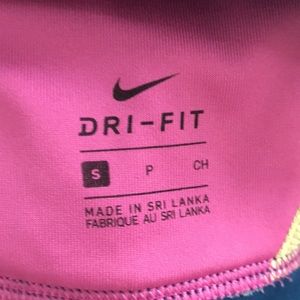 DRI-FIT
S P CH
MADE IN SRI LANKA
FABRIQUE AU SRI LANKA